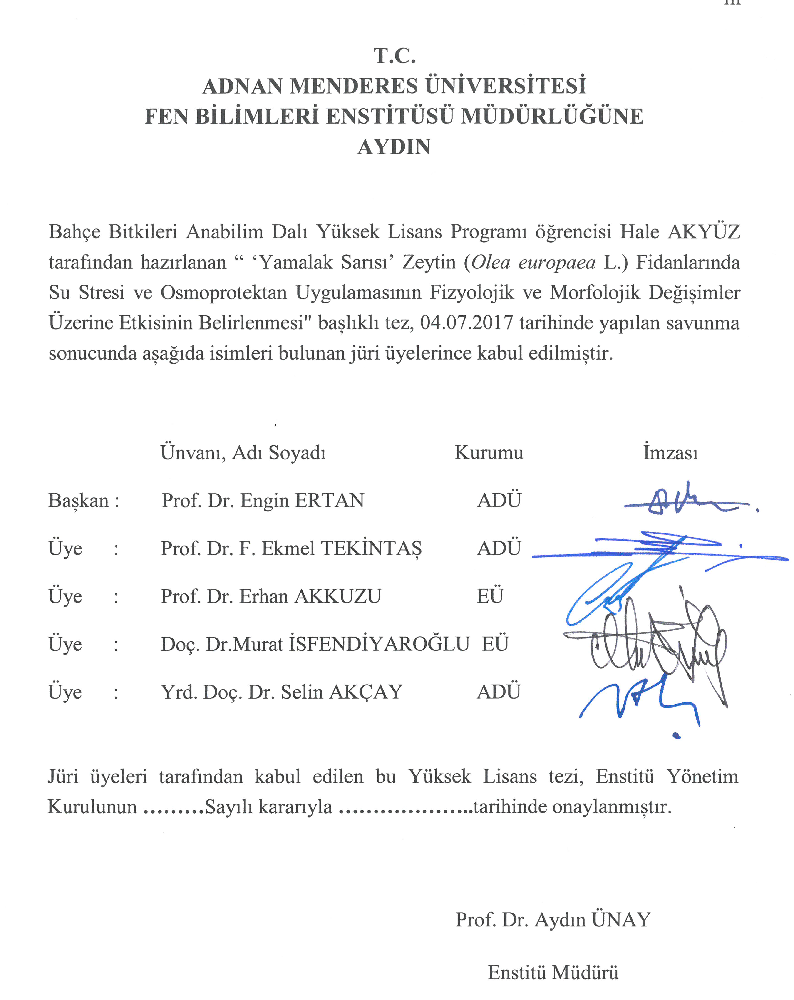 T.C.
ADNAN MENDERES ÜNİVERSİTESİ
FEN BİLİMLERİ ENSTİTÜSÜ MÜDÜRLÜĞÜNE
AYDIN
Bahçe Bitkileri Anabilim Dalı Yüksek Lisans Programı öğrencisi Hale AKYÜZ
tarafından hazırlanan “ ‘Yamalak Sarısı’ Zeytin (Olea europaea L.) Fidanlarında
Su Stresi ve Osmoprotektan Uygulamasının Fizyolojik ve Morfolojik Değişimler
Üzerine Etkisinin Belirlenmesi" başlıklı tez, 04.07.2017 tarihinde yapılan savunma
sonucunda aşağıda isimleri bulunan jüri üyelerince kabul edilmiştir.
Ünvanı, Adı Soyadı Kurumu İmzası
Başkan : Prof. Dr. Engin ERTAN ADÜ
Üye : Prof. Dr. F. Ekmel TEKİNTAŞ ADÜ
Üye : Prof. Dr. Erhan AKKUZU EÜ
Üye : Doç. Dr.Murat İSFENDİYAROĞLU EÜ
Üye : Yrd. Doç. Dr. Selin AKÇAY ADÜ
Jüri üyeleri tarafından kabul edilen bu Yüksek Lisans tezi, Enstitü Yönetim
Kurulunun .........Sayılı kararıyla ....................tarihinde onaylanmıştır.
Prof. Dr. Aydın ÜNAY
Enstitü Müdürü